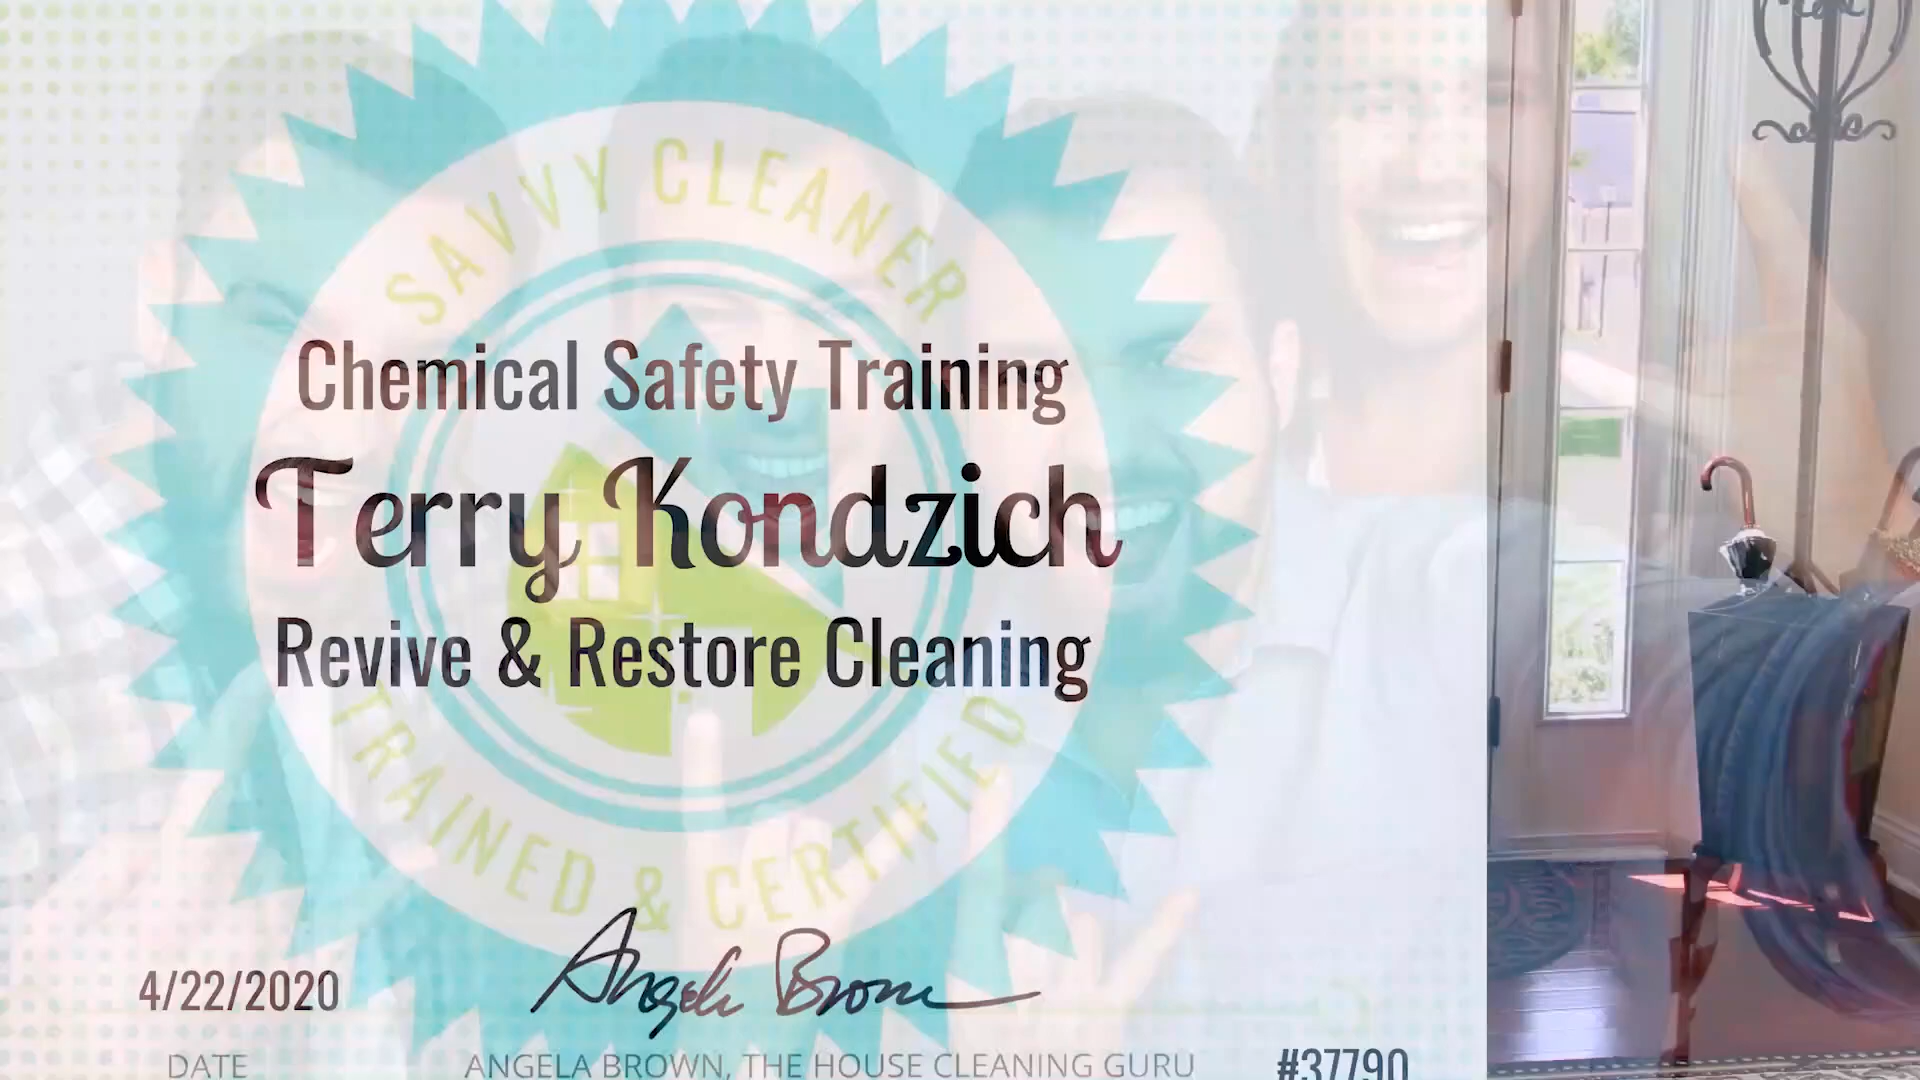 SAVVY CLEANER
Chemical Safety Training
Terry Kondzich
Revive & Restore Cleaning
TRAINED & CERTIFIED
Angela Brown
4/22/2020
DATE
ANGELA BROWN, THE HOUSE CLEANING GURU
#37790